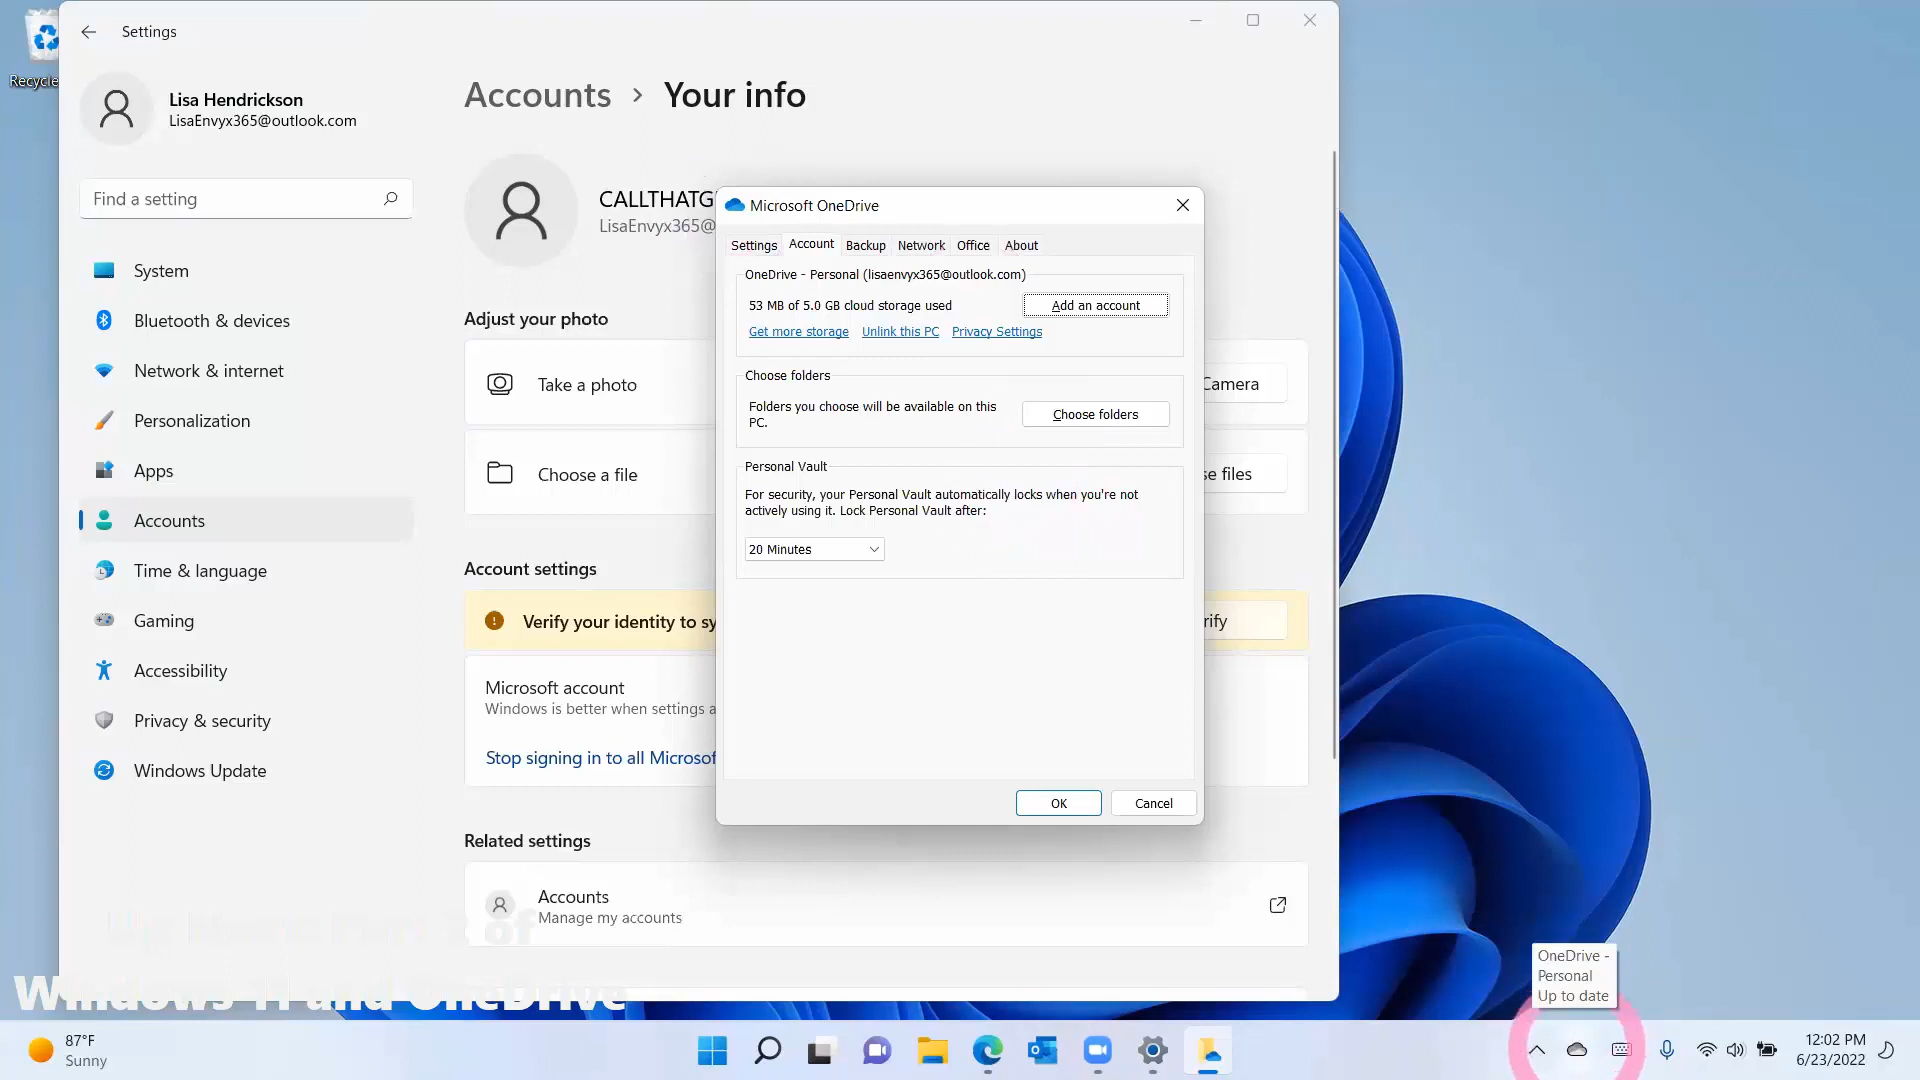 Recycle
Settings
Lisa Hendrickson
LisaEnvyx365@outlook.com
Find a setting
System
Bluetooth & devices
Network & internet
Personalization
Apps
Accounts
Time & language
Gaming
Accessibility
Privacy & security
Windows Update
Accounts > Your info
CALLTHATG
LisaEnvyx365@
Adjust your photo
Take a photo
Camera
Choose a file
se files
Account settings
Verify your identity to sy
rify
Microsoft account
Windows is better when settings a
Stop signing in to all Microsof
Related settings
Accounts
Manage my accounts
Microsoft OneDrive
Settings Account Backup Network Office About
OneDrive - Personal (lisaenvyx365@outlook.com)
53 MB of 5.0 GB cloud storage used
Add an account
Get more storage Unlink this PC Privacy Settings
Choose folders
Folders you choose will be available on this
PC.
Choose folders
Personal Vault
For security, your Personal Vault automatically locks when you're not
actively using it. Lock Personal Vault after:
20 Minutes
OK Cancel
of
Windows-11 and OneDrive
OneDrive -
Personal
Up to date
87°F
Sunny
12:02 PM
6/23/2022